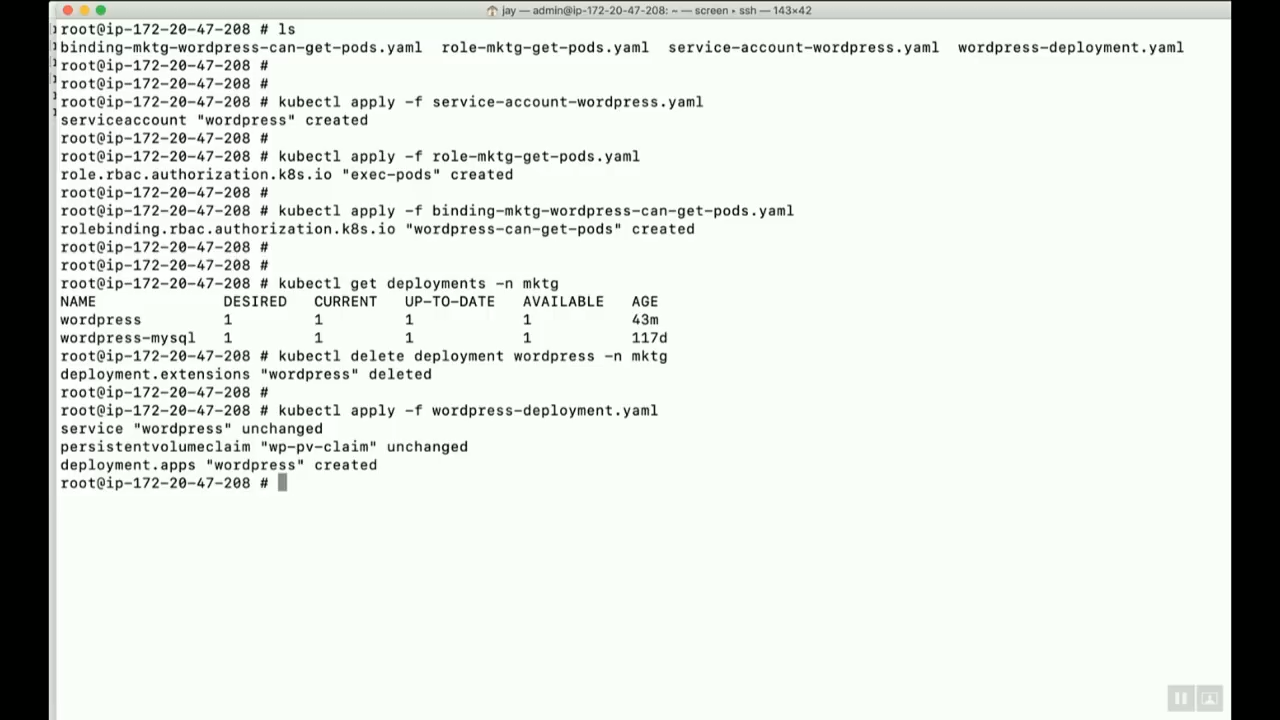 jay — admin@ip-172-20-47-208: ~ — screen • ssh — 143×42
root@ip-172-20-47-208 # ls
binding-mktg-wordpress-can-get-pods.yaml  role-mktg-get-pods.yaml  service-account-wordpress.yaml  wordpress-deployment.yaml
root@ip-172-20-47-208 #
root@ip-172-20-47-208 #
root@ip-172-20-47-208 # kubectl apply -f service-account-wordpress.yaml
serviceaccount "wordpress" created
root@ip-172-20-47-208 #
root@ip-172-20-47-208 # kubectl apply -f role-mktg-get-pods.yaml
role.rbac.authorization.k8s.io "exec-pods" created
root@ip-172-20-47-208 #
root@ip-172-20-47-208 # kubectl apply -f binding-mktg-wordpress-can-get-pods.yaml
rolebinding.rbac.authorization.k8s.io "wordpress-can-get-pods" created
root@ip-172-20-47-208 #
root@ip-172-20-47-208 #
root@ip-172-20-47-208 # kubectl get deployments -n mktg
NAME              DESIRED   CURRENT   UP-TO-DATE   AVAILABLE   AGE
wordpress         1         1         1            1           43m
wordpress-mysql   1         1         1            1           117d
root@ip-172-20-47-208 # kubectl delete deployment wordpress -n mktg
deployment.extensions "wordpress" deleted
root@ip-172-20-47-208 #
root@ip-172-20-47-208 # kubectl apply -f wordpress-deployment.yaml
service "wordpress" unchanged
persistentvolumeclaim "wp-pv-claim" unchanged
deployment.apps "wordpress" created
root@ip-172-20-47-208 #